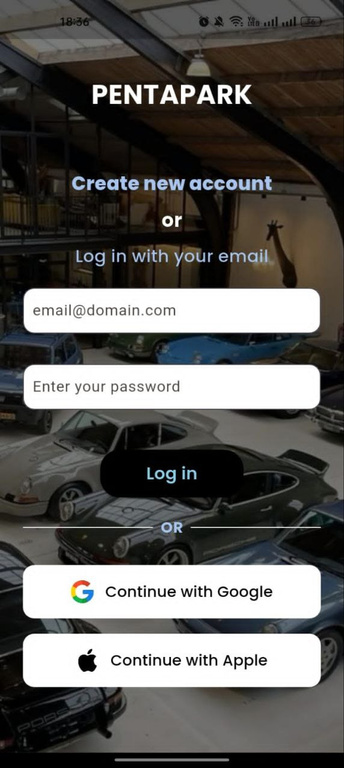 18:36
PENTAPARK
Create new account
or
Log in with your email
email@domain.com
Enter your password
Log in
OR
Continue with Google
Continue with Apple